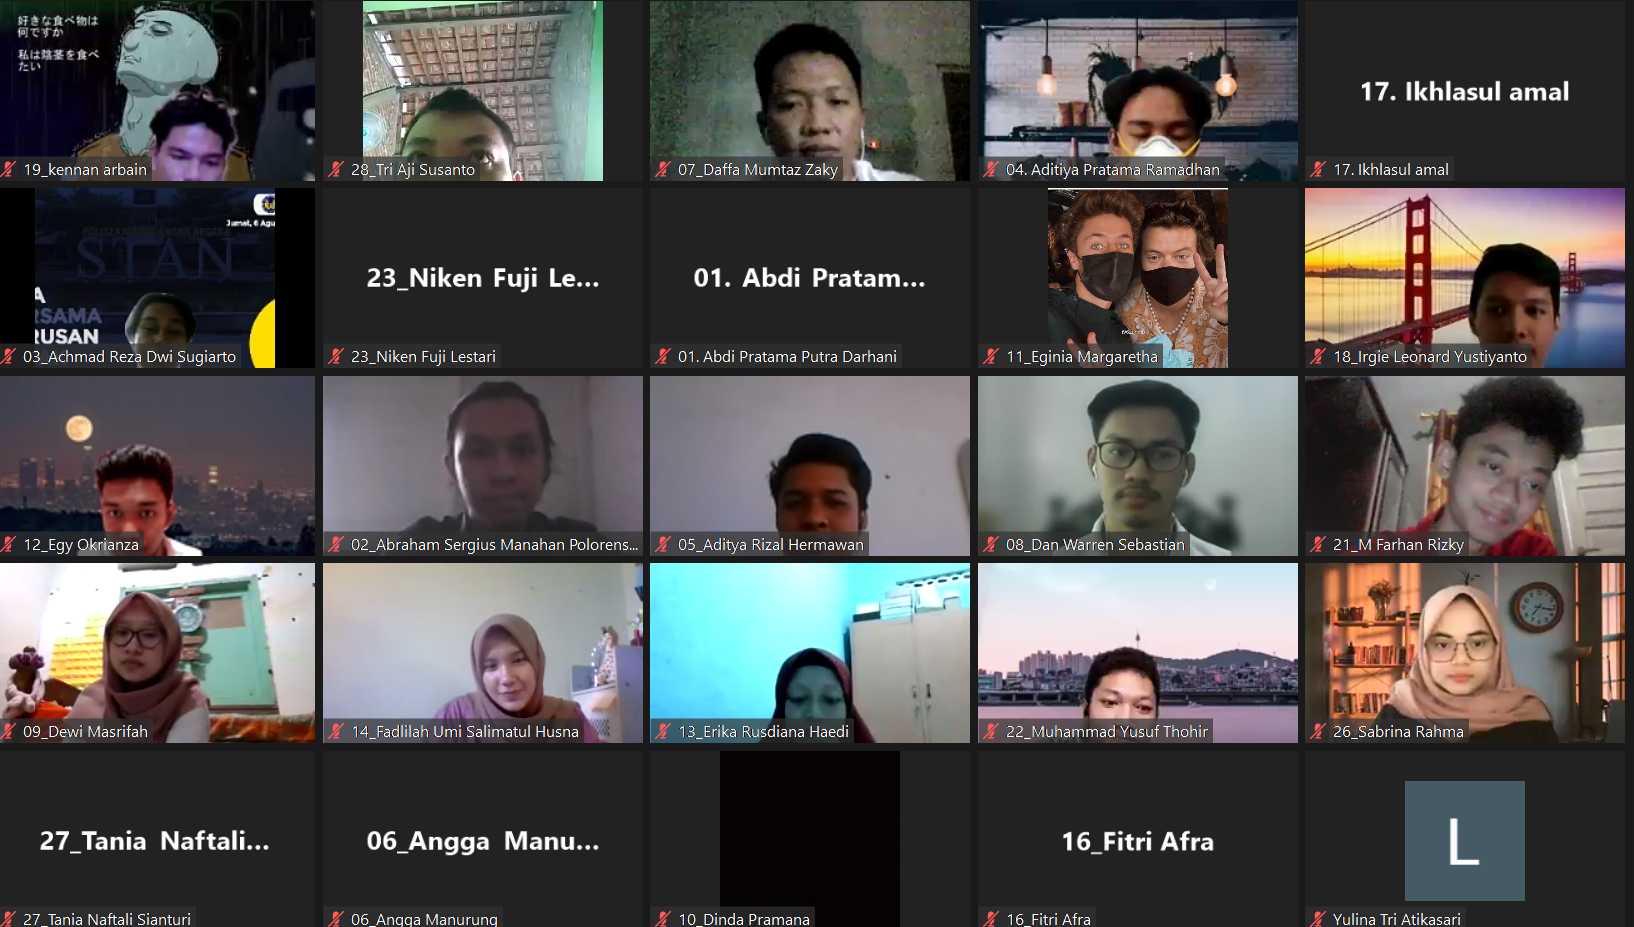 好きな食べ物は
何ですか
私は陰茎を食べ
たい
19_kennan arbain
28_Tri Aji Susanto
07_Daffa Mumtaz Zaky
04. Aditiya Pratama Ramadhan
17. Ikhlasul amal
17. Ikhlasul amal
Jumat, 6 Agu
POLITEKNIK KEUANGAN NEGARA
STAN
A
RSAMA
RUSAN
03_Achmad Reza Dwi Sugiarto
23_Niken Fuji Le...
23_Niken Fuji Lestari
01. Abdi Pratam...
01. Abdi Pratama Putra Darhani
11_Eginia Margaretha
18_Irgie Leonard Yustiyanto
12_Egy Okrianza
02_Abraham Sergius Manahan Polorens...
05_Aditya Rizal Hermawan
08_Dan Warren Sebastian
21_M Farhan Rizky
09_Dewi Masrifah
14_Fadlilah Umi Salimatul Husna
13_Erika Rusdiana Haedi
22_Muhammad Yusuf Thohir
26_Sabrina Rahma
27_Tania Naftali...
27_Tania Naftali Sianturi
06_Angga Manu...
06_Angga Manurung
10_Dinda Pramana
16_Fitri Afra
16_Fitri Afra
L
Yulina Tri Atikasari